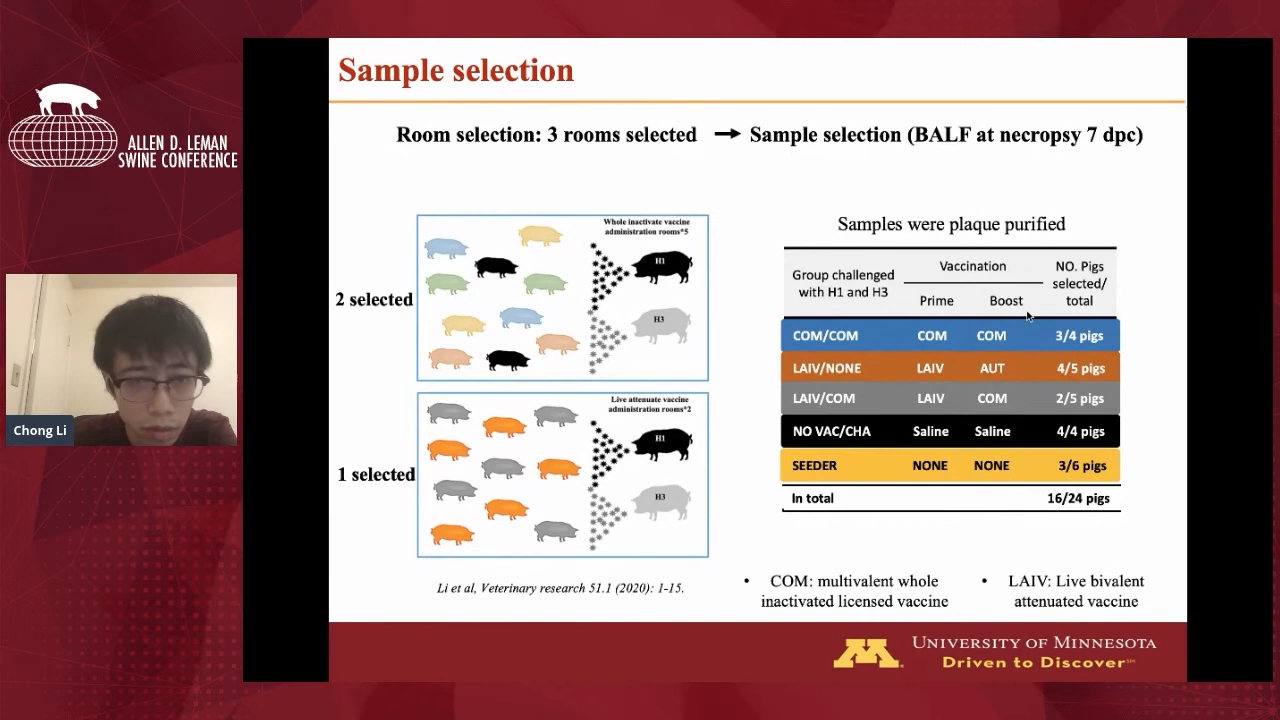 Sample selection
Room selection: 3 rooms selected → Sample selection (BALF at necropsy 7 dpc)
ALLEN D. LEMAN
SWINE CONFERENCE
Chong Li
2 selected
Whole inactivate vaccine
administration rooms*5
H1
H3
1 selected
Live attenuate vaccine
administration rooms*2
H1
H3
Li et al, Veterinary research 51.1 (2020): 1-15.
Samples were plaque purified
Group challenged
with H1 and H3
Vaccination
Prime Boost
NO. Pigs
selected/
total
COM/COM COM COM 3/4 pigs
LAIV/NONE LAIV AUT 4/5 pigs
LAIV/COM LAIV COM 2/5 pigs
NO VAC/CHA Saline Saline 4/4 pigs
SEEDER NONE NONE 3/6 pigs
In total 16/24 pigs
• COM: multivalent whole
inactivated licensed vaccine
• LAIV: Live bivalent
attenuated vaccine
M
UNIVERSITY OF MINNESOTA
Driven to Discover℠